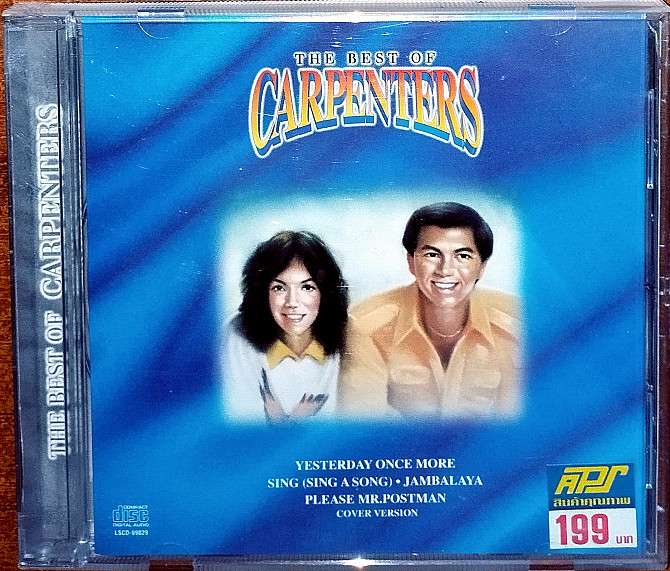 THE BEST OF CARPENTERS
THE BEST OF
CARPENTERS
YESTERDAY ONCE MORE
SING (SING A SONG) • JAMBALAYA
PLEASE MR.POSTMAN
COVER VERSION
COMPACT
disc
DIGITAL AUDIO
LSCD-99829
APS
สินค้าคุณภาพ
199 บาท